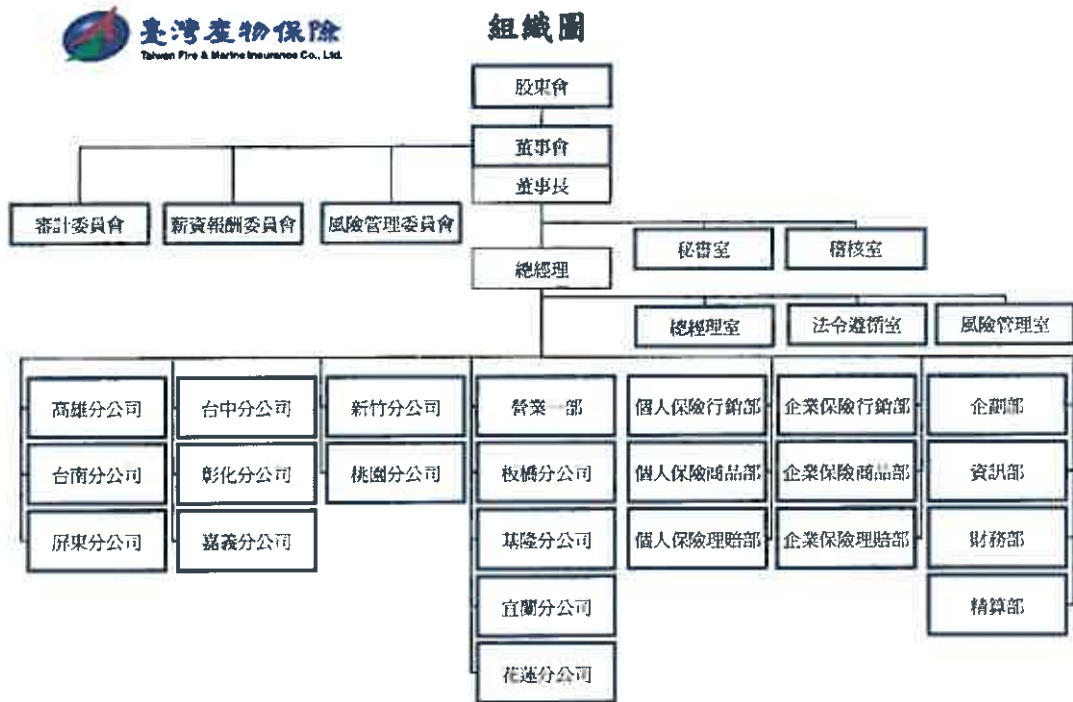 臺灣產物保險
Taiwan Fire & Marine Insurance Co., Ltd.
組織圖
股東會
董事會
董事長
審計委員會
薪資報酬委員會
風險管理委員會
秘書室
稽核室
總經理
總經理室
法令遵循室
風險管理室
高雄分公司
台中分公司
新竹分公司
營業一部
個人保險行銷部
企業保險行銷部
企劃部
台南分公司
彰化分公司
桃園分公司
板橋分公司
個人保險商品部
企業保險商品部
資訊部
屏東分公司
嘉義分公司
基隆分公司
個人保險理賠部
企業保險理賠部
財務部
宜蘭分公司
精算部
花蓮分公司